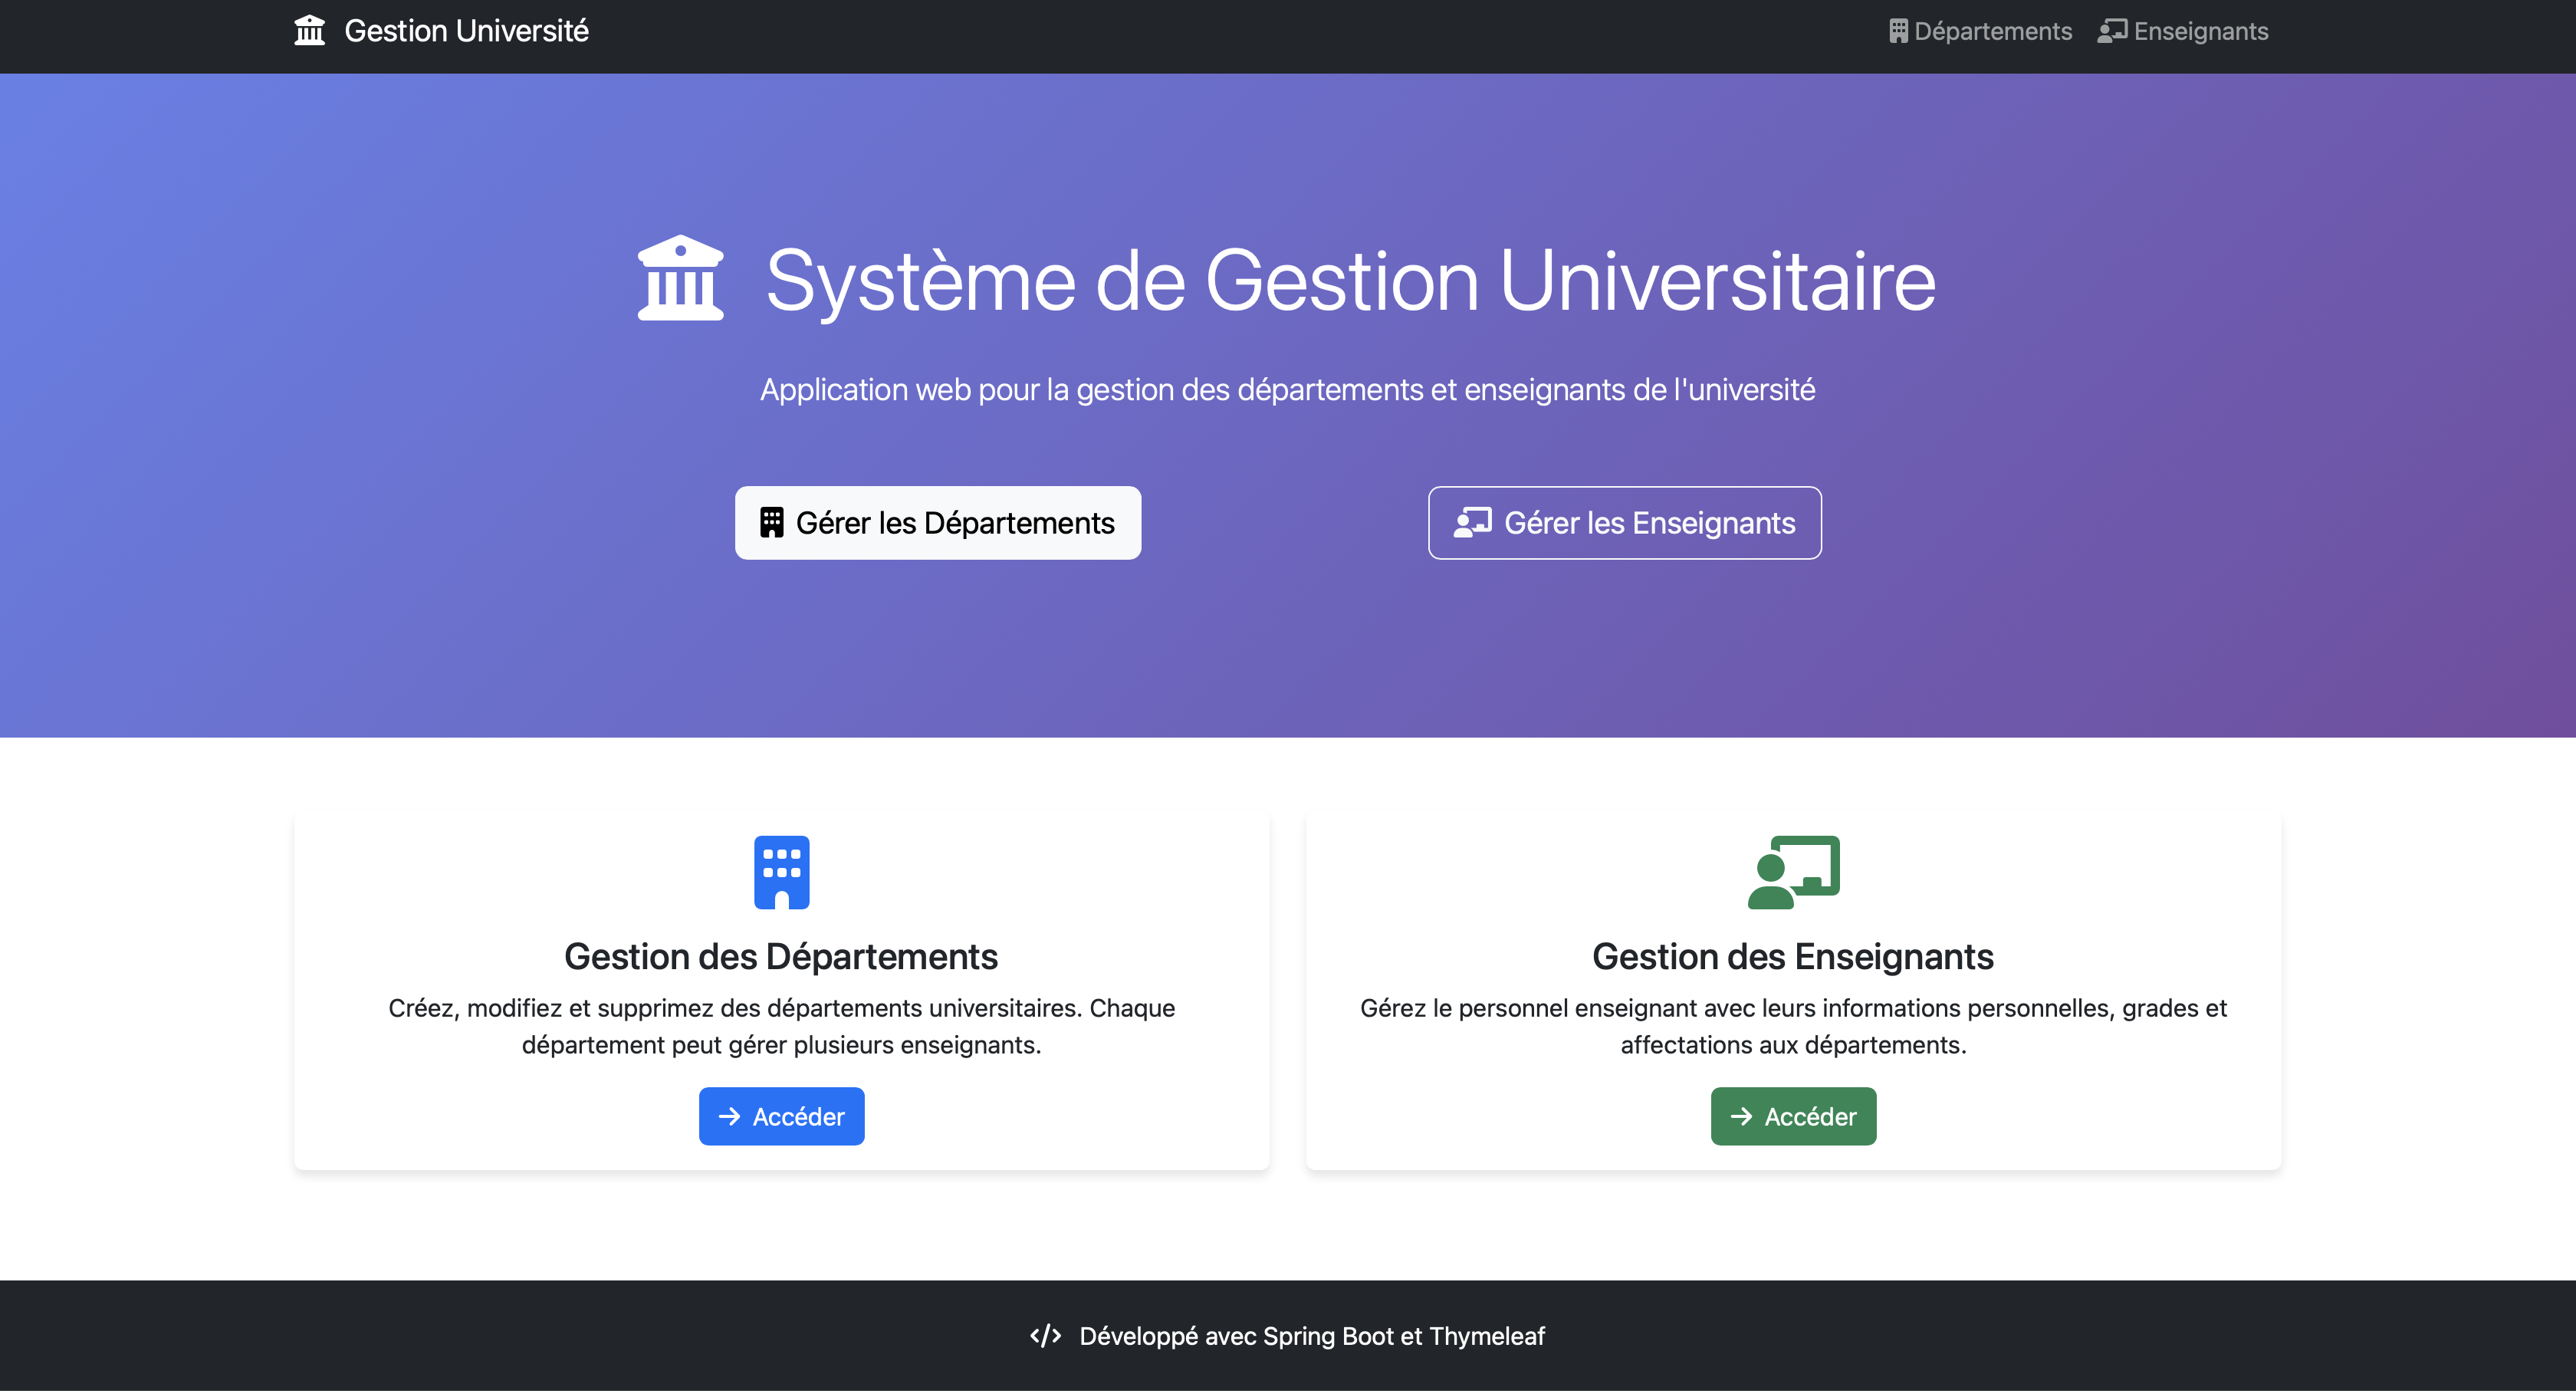 Gestion Université
Départements
Enseignants
Système de Gestion Universitaire
Application web pour la gestion des départements et enseignants de l'université
Gérer les Départements
Gérer les Enseignants
Gestion des Départements
Créez, modifiez et supprimez des départements universitaires. Chaque
département peut gérer plusieurs enseignants.
Accéder
Gestion des Enseignants
Gérez le personnel enseignant avec leurs informations personnelles, grades et
affectations aux départements.
Accéder
Développé avec Spring Boot et Thymeleaf